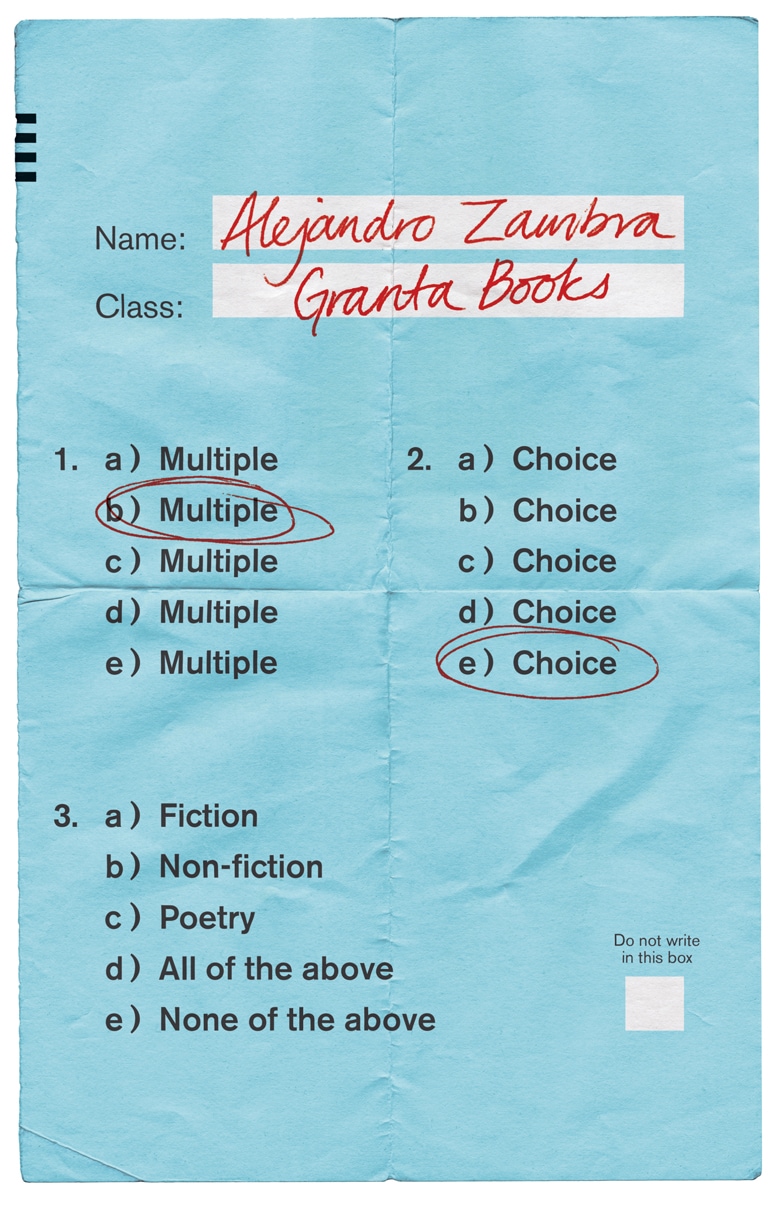 Name: Alejandro Zambra
Class: Granta Books
1. a) Multiple
b) Multiple
c) Multiple
d) Multiple
e) Multiple
2. a) Choice
b) Choice
c) Choice
d) Choice
e) Choice
3. a) Fiction
b) Non-fiction
c) Poetry
d) All of the above
e) None of the above
Do not write
in this box